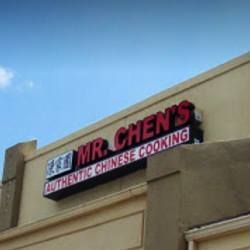 MR. CHEN'S
AUTHENTIC CHINESE COOKING